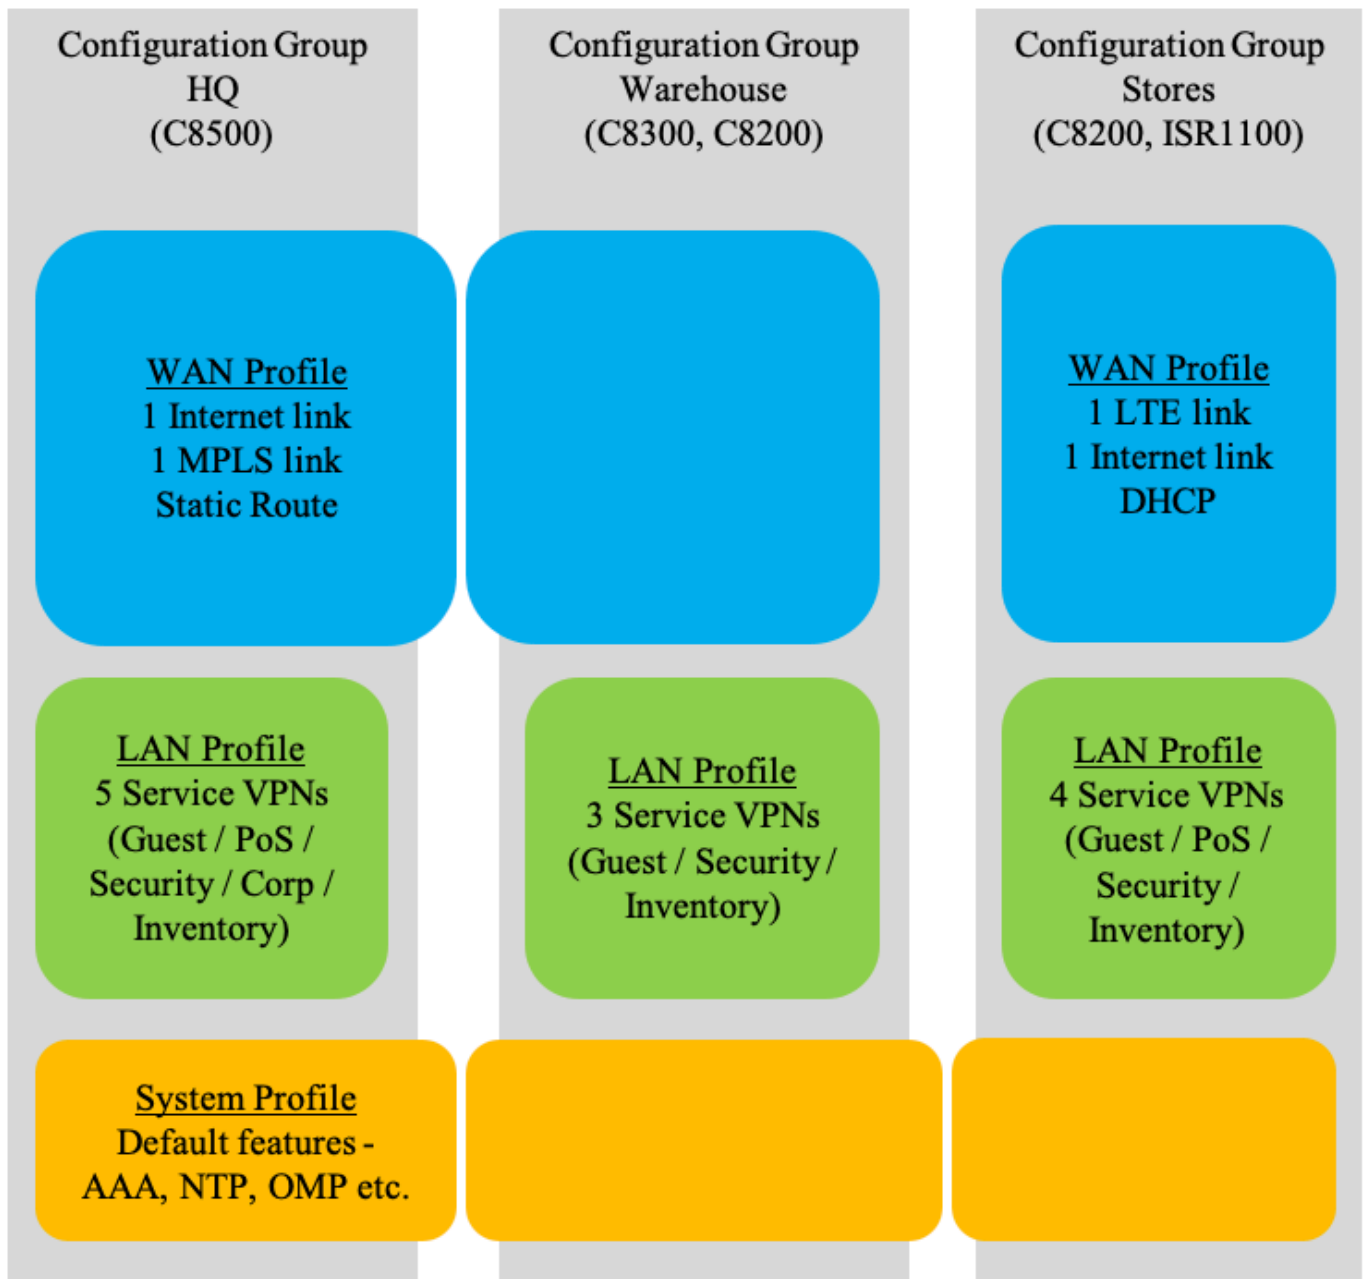 Configuration Group
HQ
(C8500)
Configuration Group
Warehouse
(C8300, C8200)
Configuration Group
Stores
(C8200, ISR1100)
WAN Profile
1 Internet link
1 MPLS link
Static Route
WAN Profile
1 LTE link
1 Internet link
DHCP
LAN Profile
5 Service VPNs
(Guest / PoS /
Security / Corp /
Inventory)
LAN Profile
3 Service VPNs
(Guest / Security /
Inventory)
LAN Profile
4 Service VPNs
(Guest / PoS /
Security /
Inventory)
System Profile
Default features -
AAA, NTP, OMP etc.